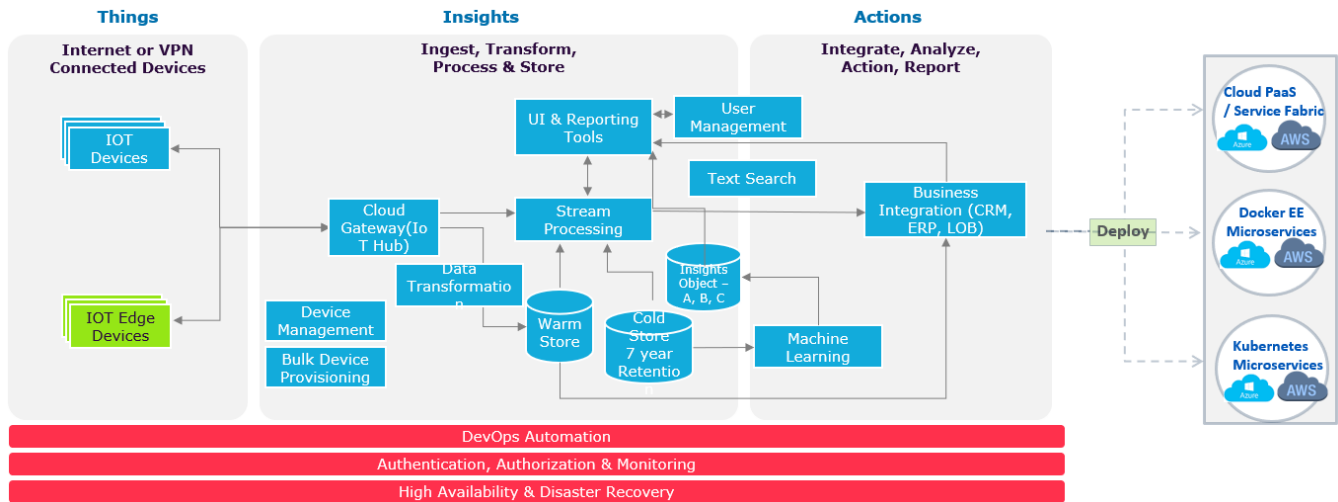 Things
Insights
Actions
Internet or VPN
Connected Devices
Ingest, Transform,
Process & Store
Integrate, Analyze,
Action, Report
IOT
Devices
IOT Edge
Devices
UI & Reporting
Tools
User
Management
Text Search
Cloud
Gateway(Io
T Hub)
Stream
Processing
Business
Integration (CRM,
ERP, LOB)
Data
Transformatio
n
Insights
Object –
A, B, C
Device
Management
Bulk Device
Provisioning
Warm
Store
Cold
Store
7 year
Retentio
n
Machine
Learning
Deploy
Cloud PaaS
/ Service Fabric
Azure
AWS
Docker EE
Microservices
Azure
AWS
Kubernetes
Microservices
Azure
AWS
DevOps Automation
Authentication, Authorization & Monitoring
High Availability & Disaster Recovery